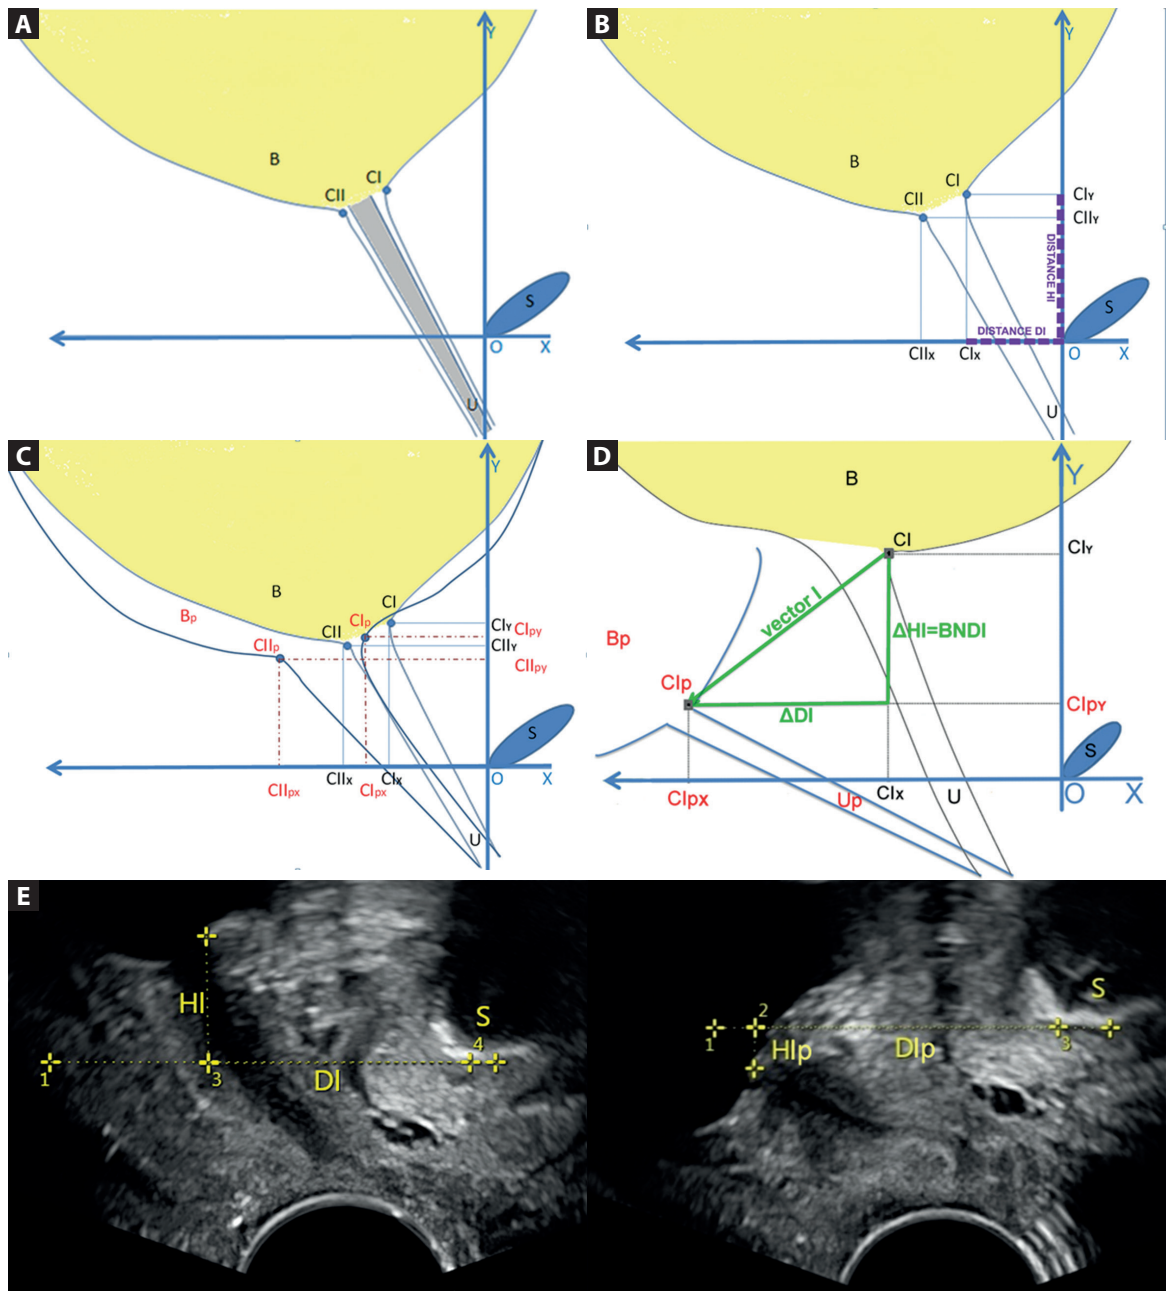 A
Y
B
CI
CII
S
O
X
U
B
Y
B
CI
CII
CIY
CIIY
DISTANCE HI
S
DISTANCE DI
CIIX
CIX
O
X
U
C
Y
B
Bp
CI
CIp
CII
CIIp
CIY
CIpy
CIIY
CIIpy
S
CIIpx
CIIX
CIpx
CIX
O
X
U
D
B
Y
CI
CIY
vector I
ΔHI=BNDI
Bp
CIp
ΔDI
CIpY
S
CIpx
Up
CIX
U
O
X
E
HI
S
4
1
3
DI
S
2
1
HIp
DIp
3